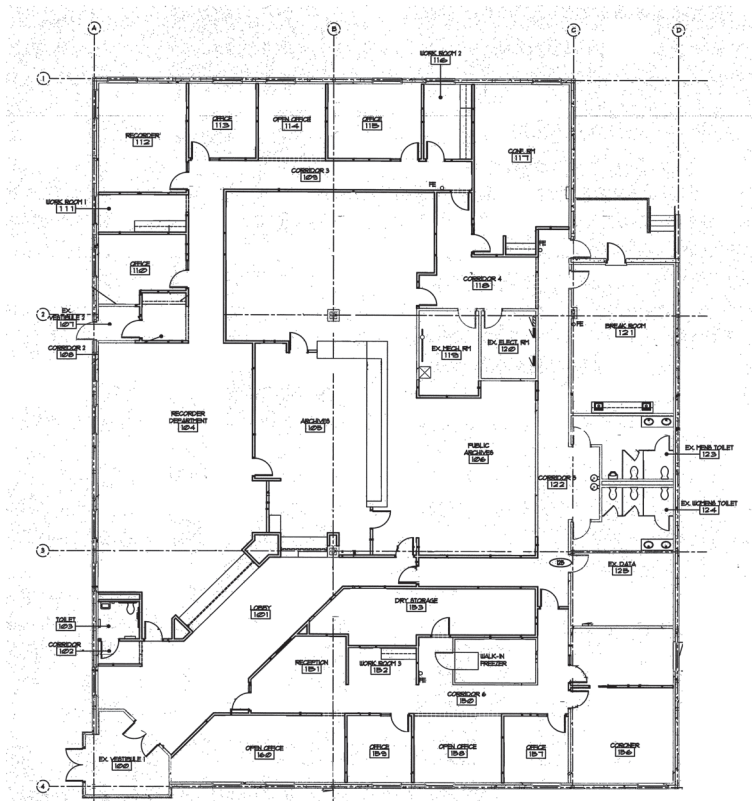 A
B
C
D
WORK ROOM 2
116
1
OFFICE
113
OPEN OFFICE
114
OFFICE
115
RECORDER
112
CONF. RM
117
CORRIDOR 3
109
FE
WORK ROOM 1
111
FE
OFFICE
110
CORRIDOR 4
118
2
EX.
VESTIBULE 2
107
FE
BREAK ROOM
121
CORRIDOR 2
108
EX. MECH. RM
119
EX. ELECT. RM
120
RECORDER
DEPARTMENT
104
ARCHIVES
105
PUBLIC
ARCHIVES
106
EX. MENS TOILET
123
CORRIDOR 5
122
EX. WOMENS TOILET
124
3
EX. DATA
125
LOBBY
101
DRY STORAGE
133
TOILET
103
CORRIDOR
102
RECEPTION
131
WORK ROOM 3
132
WALK-IN
FREEZER
FE
CORRIDOR 6
130
OPEN OFFICE
OFFICE
OPEN OFFICE
OFFICE
CORONER
EX. VESTIBULE 1
100
4